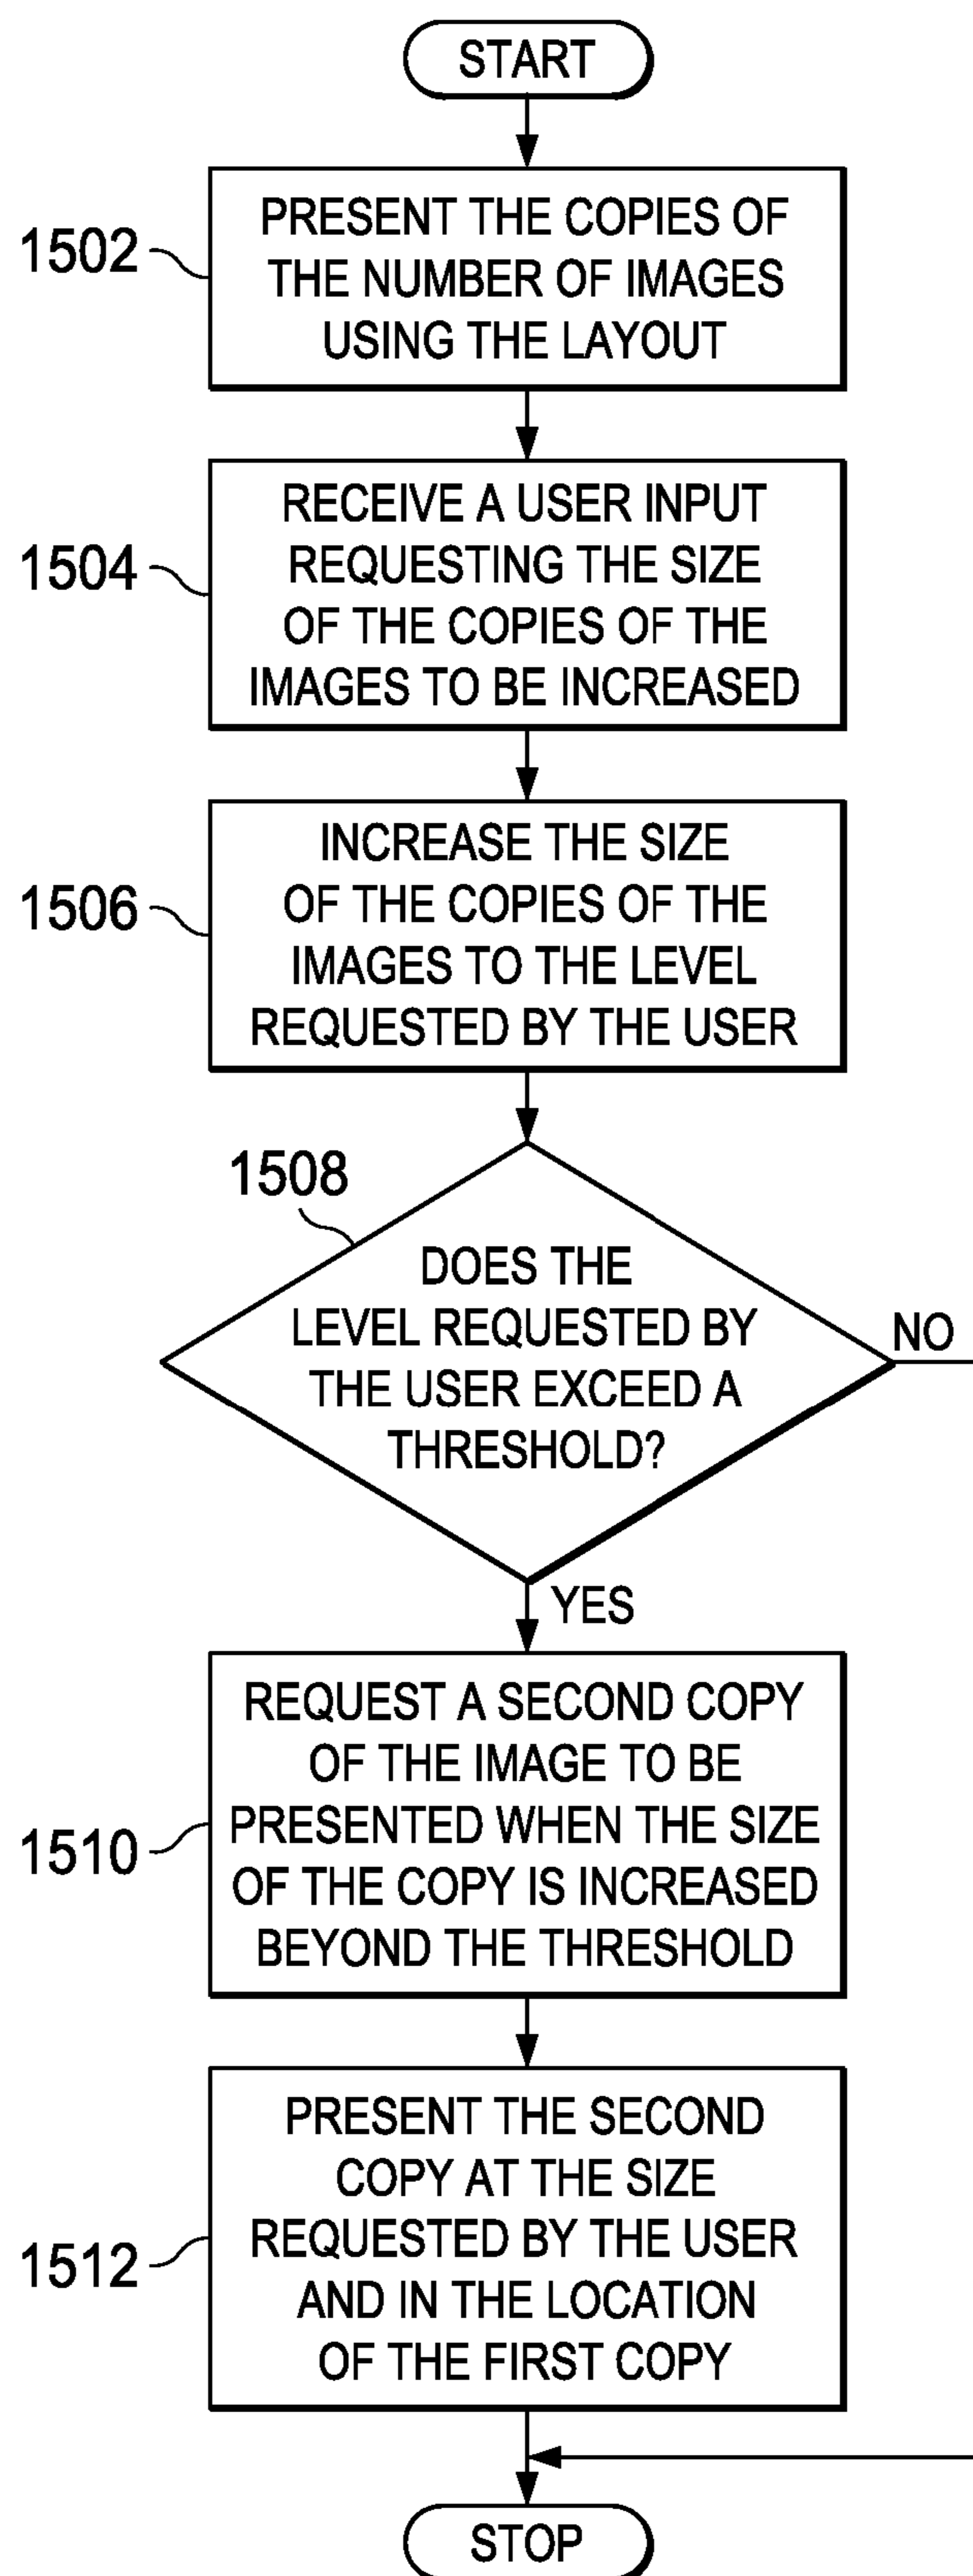 START
1502
PRESENT THE COPIES OF
THE NUMBER OF IMAGES
USING THE LAYOUT
1504
RECEIVE A USER INPUT
REQUESTING THE SIZE
OF THE COPIES OF THE
IMAGES TO BE INCREASED
1506
INCREASE THE SIZE
OF THE COPIES OF THE
IMAGES TO THE LEVEL
REQUESTED BY THE USER
1508
DOES THE
LEVEL REQUESTED BY
THE USER EXCEED A
THRESHOLD?
NO
YES
1510
REQUEST A SECOND COPY
OF THE IMAGE TO BE
PRESENTED WHEN THE SIZE
OF THE COPY IS INCREASED
BEYOND THE THRESHOLD
1512
PRESENT THE SECOND
COPY AT THE SIZE
REQUESTED BY THE USER
AND IN THE LOCATION
OF THE FIRST COPY
STOP